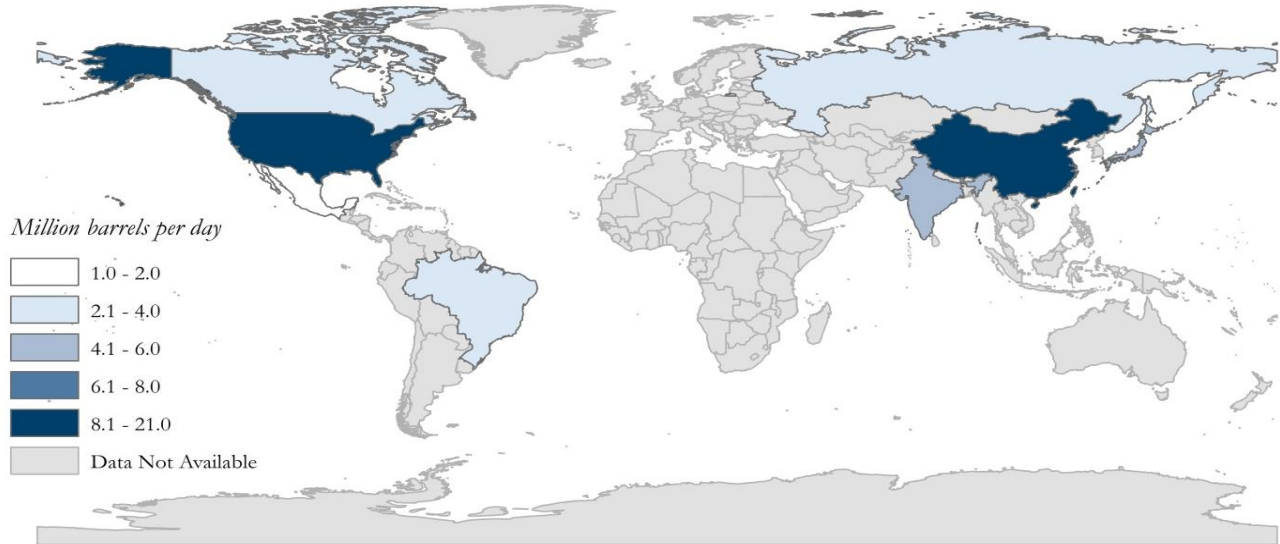 Million barrels per day
1.0 - 2.0
2.1 - 4.0
4.1 - 6.0
6.1 - 8.0
8.1 - 21.0
Data Not Available